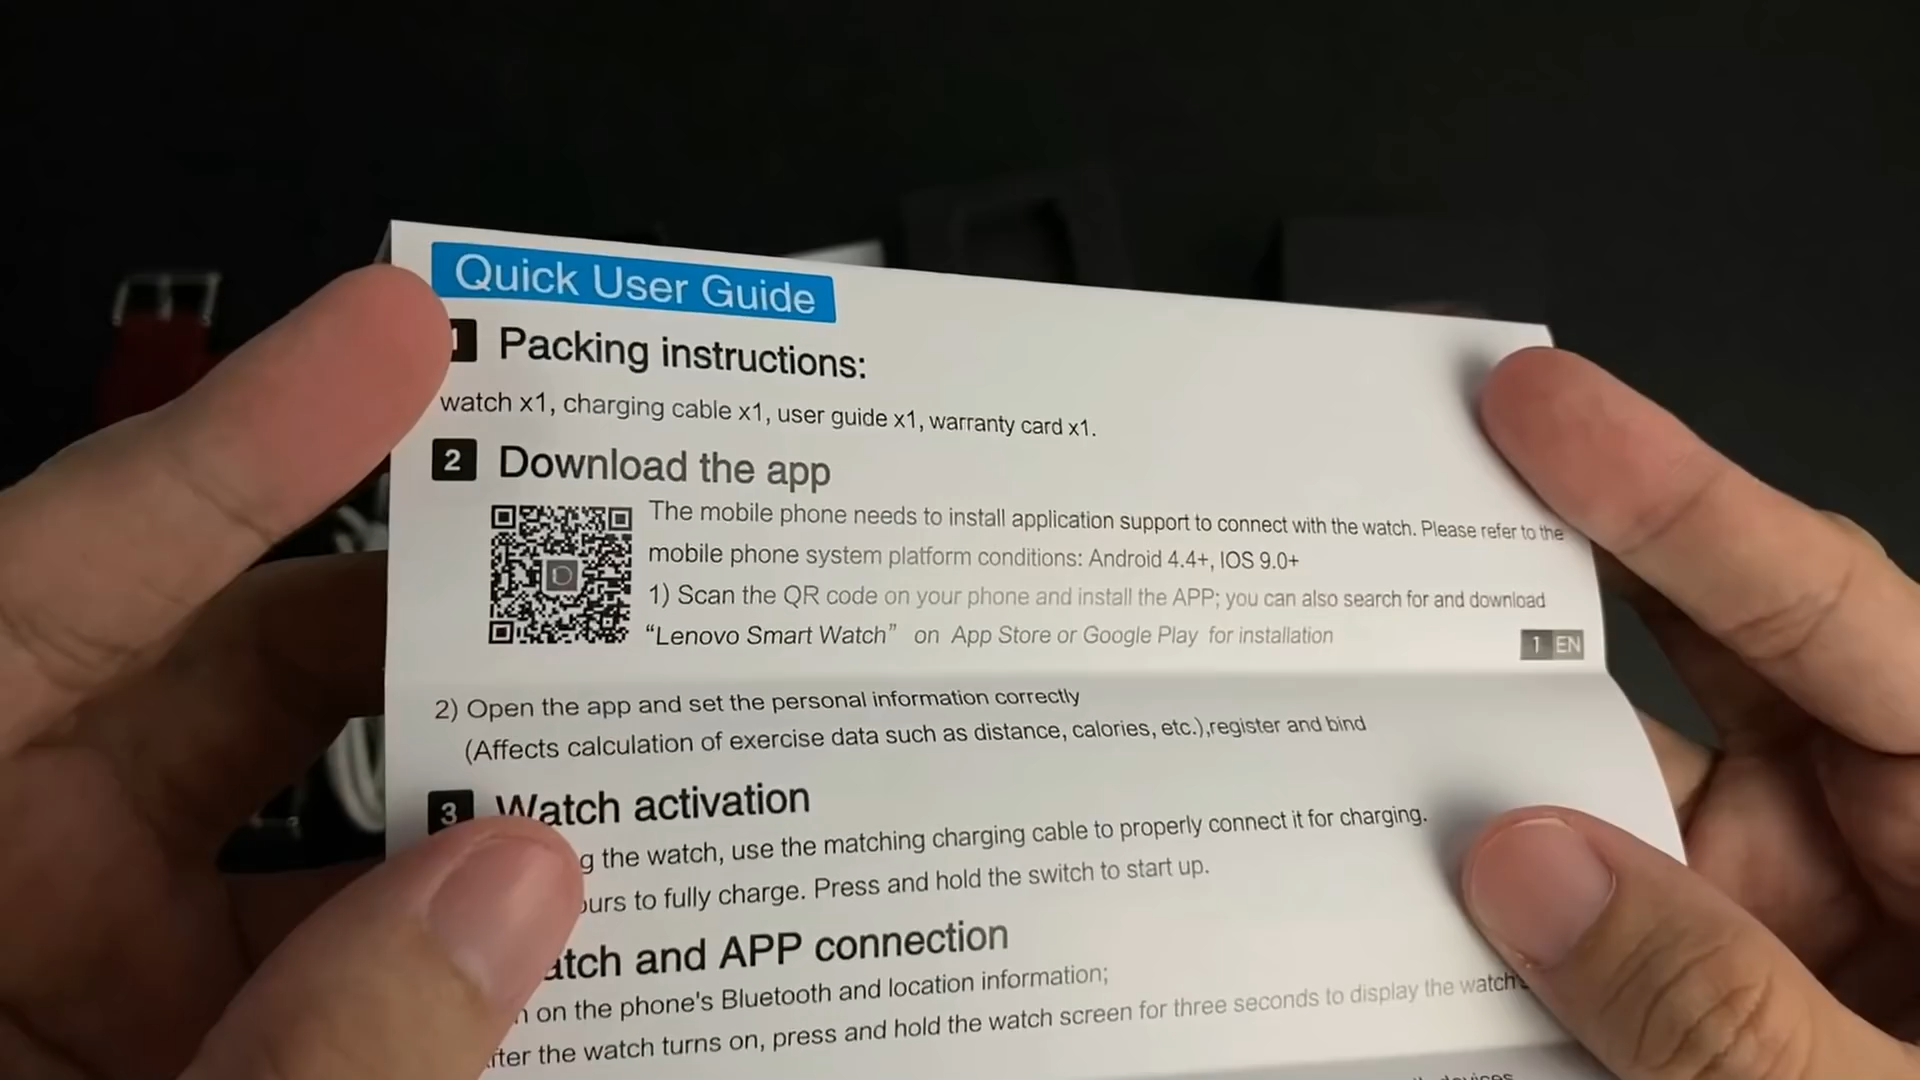 Quick User Guide
1 Packing instructions:
watch x1, charging cable x1, user guide x1, warranty card x1.
2 Download the app
The mobile phone needs to install application support to connect with the watch. Please refer to the
mobile phone system platform conditions: Android 4.4+, IOS 9.0+
1) Scan the QR code on your phone and install the APP; you can also search for and download
“Lenovo Smart Watch” on App Store or Google Play for installation
1 EN
2) Open the app and set the personal information correctly
(Affects calculation of exercise data such as distance, calories, etc.),register and bind
3 Watch activation
the watch, use the matching charging cable to properly connect it for charging.
to fully charge. Press and hold the switch to start up.
and APP connection
on the phone's Bluetooth and location information;
the watch turns on, press and hold the watch screen for three seconds to display the watch's